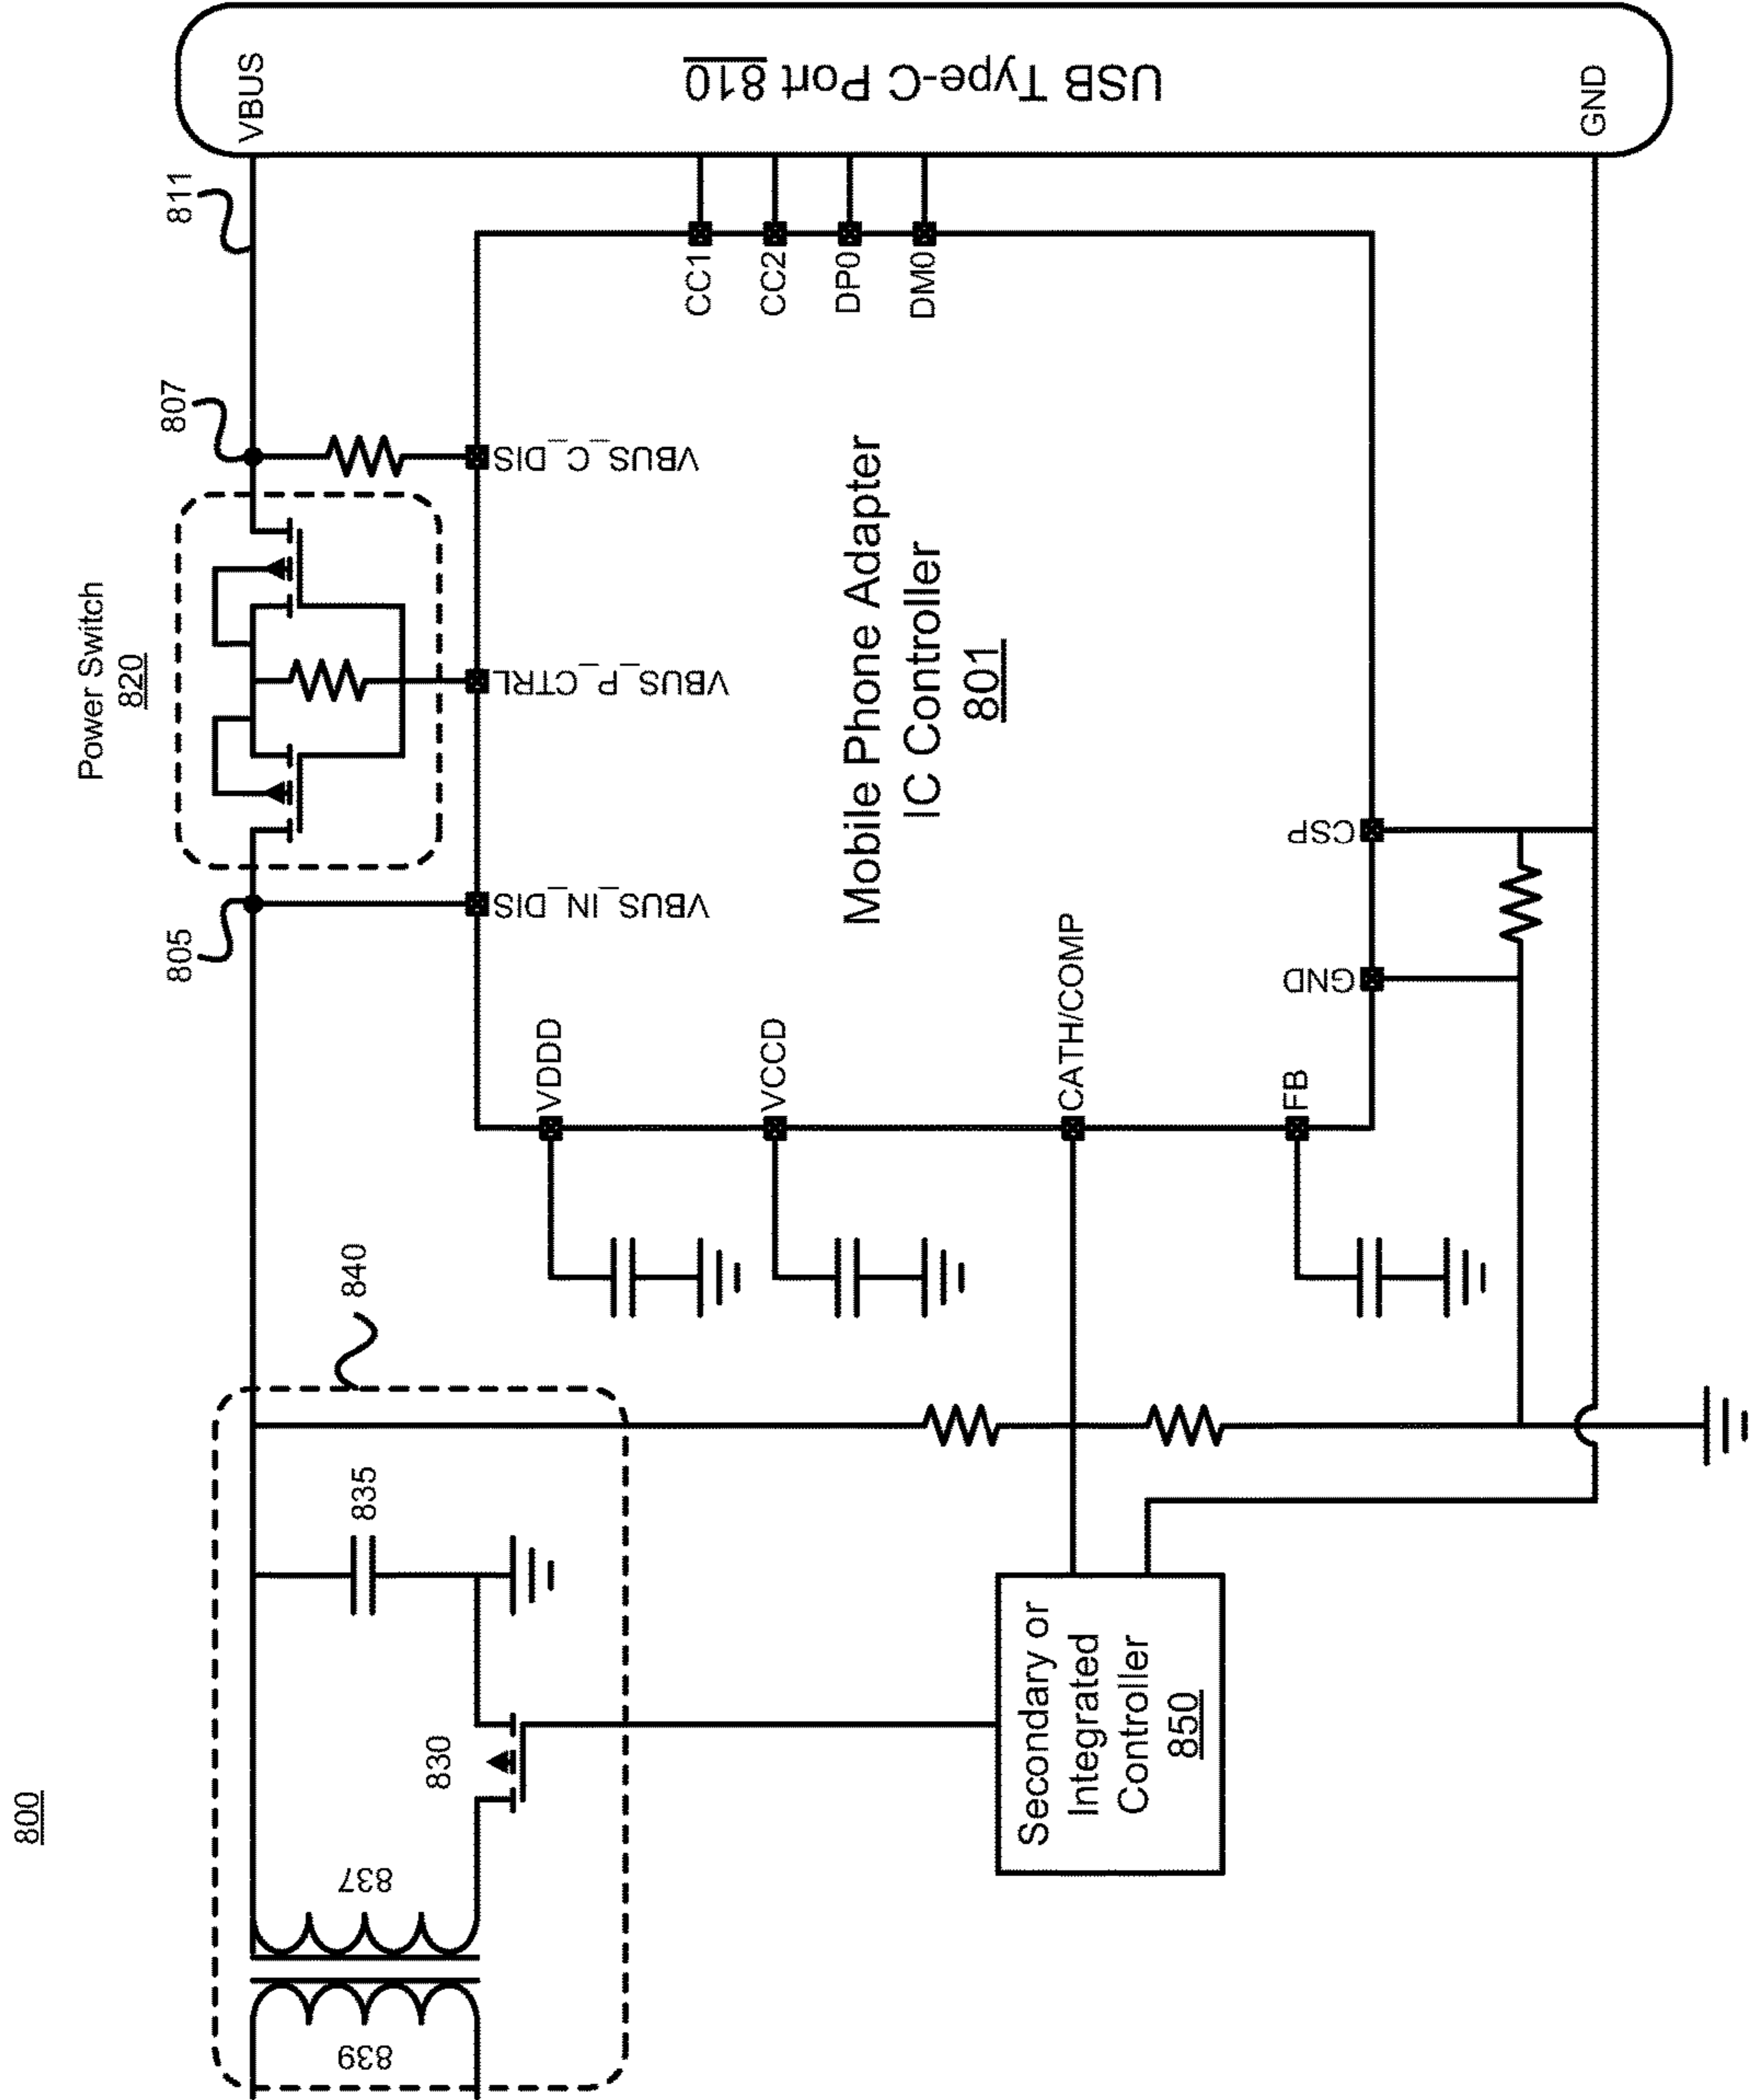 800
840
805
Power Switch
820
807
811
VBUS
USB Type-C Port 810
GND
839
837
835
830
VBUS_IN_DIS
VBUS_P_CTRL
VBUS_C_DIS
VDDD
VCCD
CATH/COMP
FB
GND
CSP
CC1
CC2
DP0
DM0
Mobile Phone Adapter
IC Controller
801
Secondary or
Integrated
Controller
850